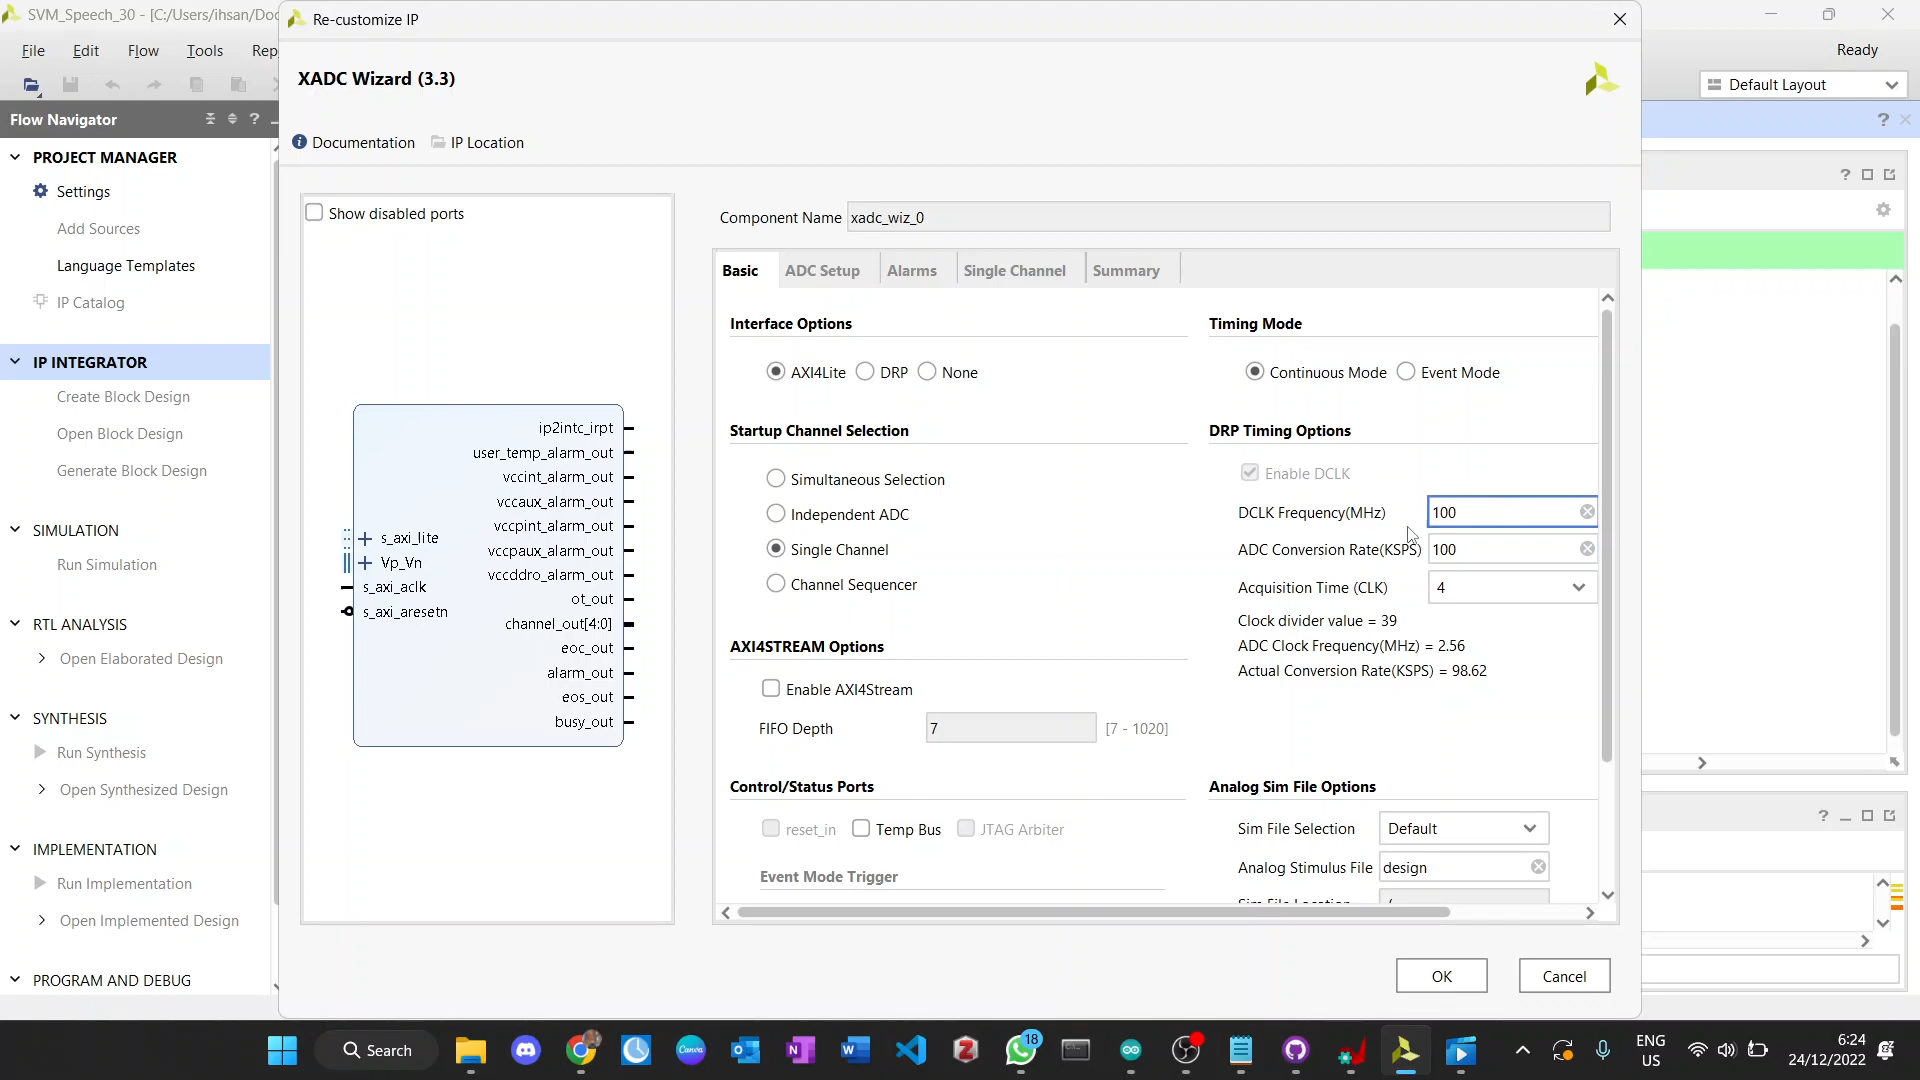 SVM_Speech_30 - [C:/Users/ihsan/Doc
Re-customize IP
File Edit Flow Tools Rep
Ready
XADC Wizard (3.3)
Default Layout
Flow Navigator
?
?
Documentation IP Location
PROJECT MANAGER
Settings
Add Sources
Language Templates
IP Catalog
IP INTEGRATOR
Create Block Design
Open Block Design
Generate Block Design
SIMULATION
Run Simulation
RTL ANALYSIS
Open Elaborated Design
SYNTHESIS
Run Synthesis
Open Synthesized Design
IMPLEMENTATION
Run Implementation
Open Implemented Design
PROGRAM AND DEBUG
Show disabled ports
ip2intc_irpt
user_temp_alarm_out
vccint_alarm_out
vccaux_alarm_out
vccpint_alarm_out
s_axi_lite
vccpaux_alarm_out
Vp_Vn
vccddro_alarm_out
s_axi_aclk
ot_out
s_axi_aresetn
channel_out[4:0]
eoc_out
alarm_out
eos_out
busy_out
Component Name xadc_wiz_0
Basic ADC Setup Alarms Single Channel Summary
Interface Options
AXI4Lite DRP None
Startup Channel Selection
Simultaneous Selection
Independent ADC
Single Channel
Channel Sequencer
AXI4STREAM Options
Enable AXI4Stream
FIFO Depth 7 [7 - 1020]
Control/Status Ports
reset_in Temp Bus JTAG Arbiter
Event Mode Trigger
Timing Mode
Continuous Mode Event Mode
DRP Timing Options
Enable DCLK
DCLK Frequency(MHz) 100
ADC Conversion Rate(KSPS) 100
Acquisition Time (CLK) 4
Clock divider value = 39
ADC Clock Frequency(MHz) = 2.56
Actual Conversion Rate(KSPS) = 98.62
Analog Sim File Options
Sim File Selection Default
Analog Stimulus File design
OK Cancel
?
?
Search
Canva
18
ENG
US
6:24
24/12/2022